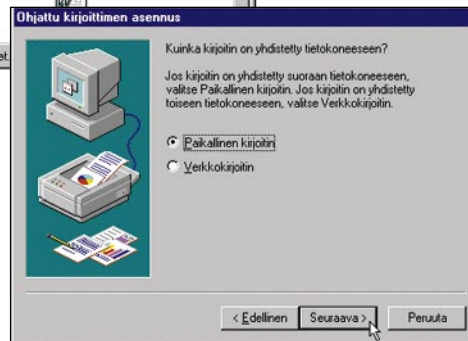 Ohjattu kirjoittimen asennus
et.
Kuinka kirjoitin on yhdistetty tietokoneeseen?
Jos kirjoitin on yhdistetty suoraan tietokoneeseen,
valitse Paikallinen kirjoitin. Jos kirjoitin on yhdistetty
toiseen tietokoneeseen, valitse Verkkokirjoitin.
Paikallinen kirjoitin
Verkkokirjoitin
< Edellinen Seuraava > Peruuta